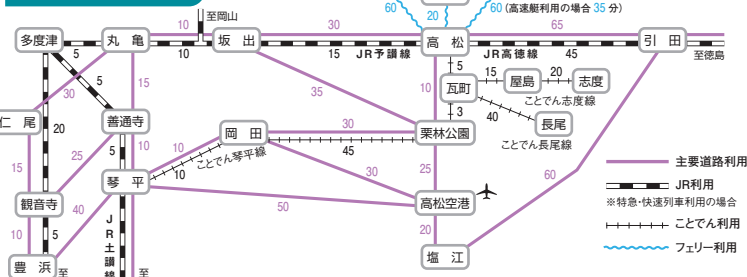 60
20
60 (高速艇利用の場合 35 分)
10
至岡山
30
65
多度津
丸亀
坂出
高松
引田
5
10
15
JR予讃線
JR高徳線
45
至徳島
5
30
15
35
10
5
瓦町
15
屋島
20
志度
ことでん志度線
3
40
長尾
ことでん長尾線
仁尾
20
善通寺
岡田
30
栗林公園
10
ことでん琴平線
45
10
25
5
10
15
琴平
30
25
60
主要道路利用
JR利用
※特急・快速列車利用の場合
観音寺
40
50
高松空港
ことでん利用
10
5
JR土讃線
20
フェリー利用
豊浜
至
至
塩江